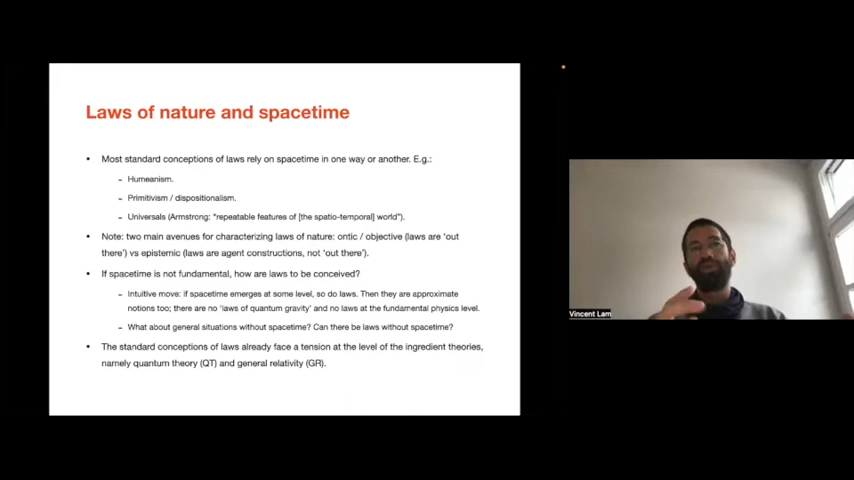 Laws of nature and spacetime
• Most standard conceptions of laws rely on spacetime in one way or another. E.g.:
– Humeanism.
– Primitivism / dispositionalism.
– Universals (Armstrong: “repeatable features of [the spatio-temporal] world”).
• Note: two main avenues for characterizing laws of nature: ontic / objective (laws are ‘out
there’) vs epistemic (laws are agent constructions, not ‘out there’).
• If spacetime is not fundamental, how are laws to be conceived?
– Intuitive move: if spacetime emerges at some level, so do laws. Then they are approximate
notions too; there are no ‘laws of quantum gravity’ and no laws at the fundamental physics level.
– What about general situations without spacetime? Can there be laws without spacetime?
• The standard conceptions of laws already face a tension at the level of the ingredient theories,
namely quantum theory (QT) and general relativity (GR).
Vincent Lam